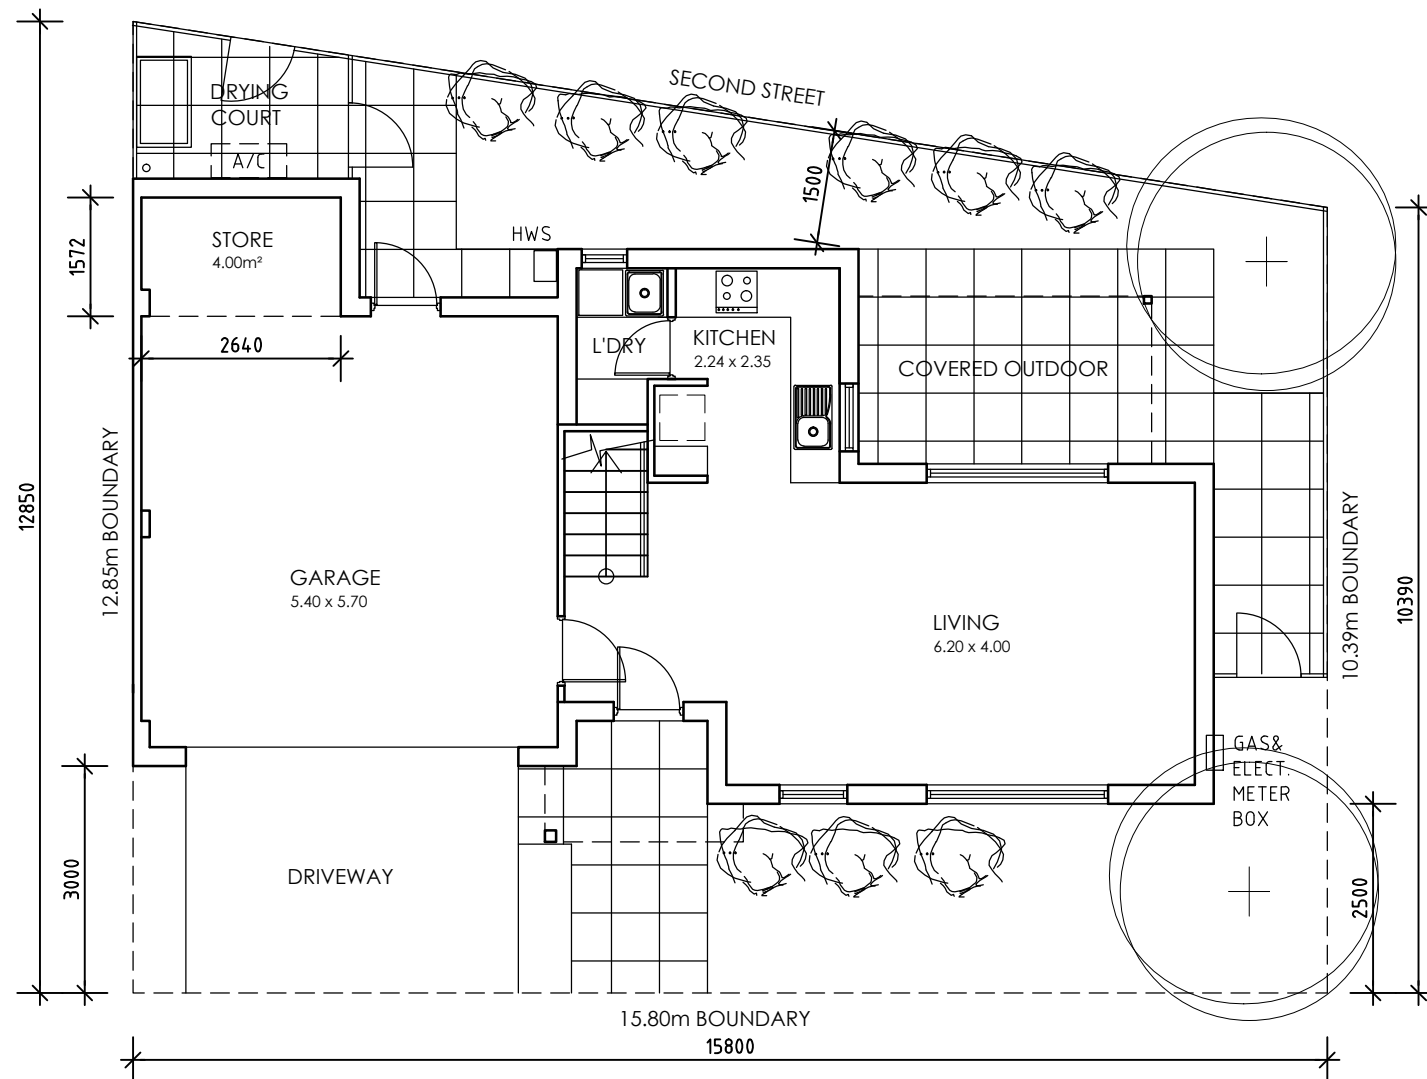 SECOND STREET
DRYING
COURT
A/C
1500
1572
STORE
4.00m²
HWS
2640
L'DRY
KITCHEN
2.24 x 2.35
COVERED OUTDOOR
12850
12.85m BOUNDARY
GARAGE
5.40 x 5.70
LIVING
6.20 x 4.00
10.39m BOUNDARY
10390
GAS&
ELECT.
METER
BOX
3000
DRIVEWAY
2500
15.80m BOUNDARY
15800